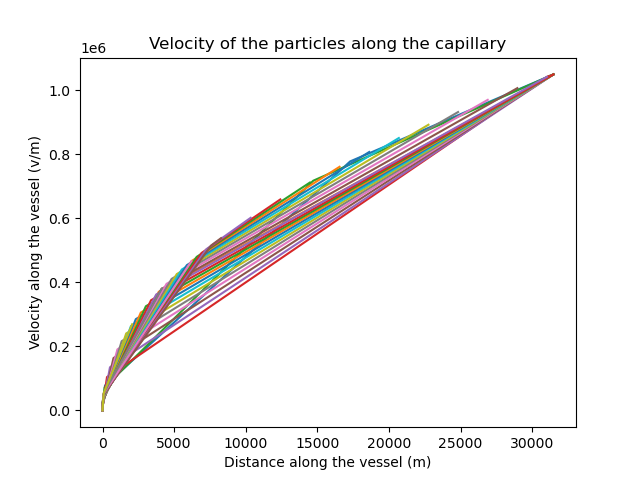 Velocity of the particles along the capillary
1e6
1.0
0.8
0.6
0.4
0.2
0.0
Velocity along the vessel (v/m)
0 5000 10000 15000 20000 25000 30000
Distance along the vessel (m)